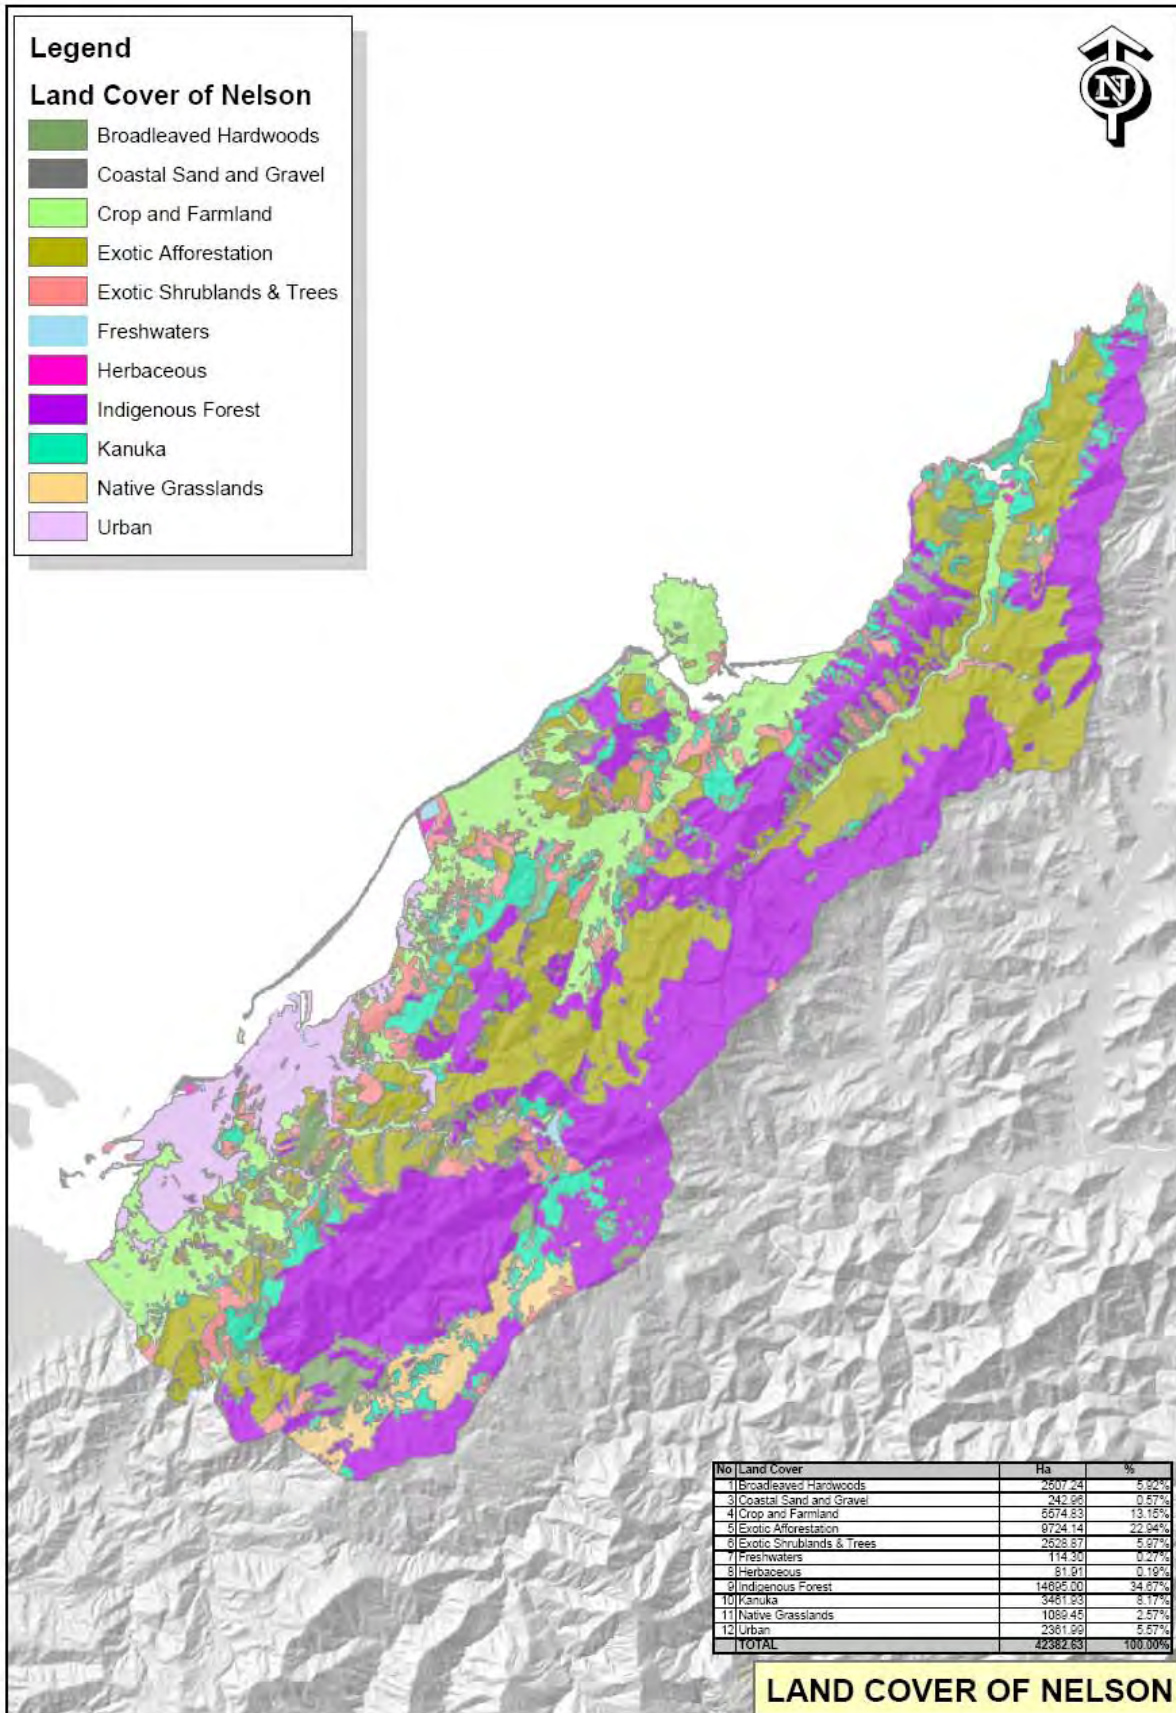 Legend
Land Cover of Nelson
Broadleaved Hardwoods
Coastal Sand and Gravel
Crop and Farmland
Exotic Afforestation
Exotic Shrublands & Trees
Freshwaters
Herbaceous
Indigenous Forest
Kanuka
Native Grasslands
Urban
N
No Land Cover Ha %
1 Broadleaved Hardwoods 2507.24 5.92%
3 Coastal Sand and Gravel 242.96 0.57%
4 Crop and Farmland 5574.83 13.15%
5 Exotic Afforestation 9724.14 22.94%
6 Exotic Shrublands & Trees 2528.87 5.97%
7 Freshwaters 114.30 0.27%
8 Herbaceous 81.91 0.19%
9 Indigenous Forest 14695.00 34.67%
10 Kanuka 3461.93 8.17%
11 Native Grasslands 1089.45 2.57%
12 Urban 2361.99 5.57%
TOTAL 42382.63 100.00%
LAND COVER OF NELSON